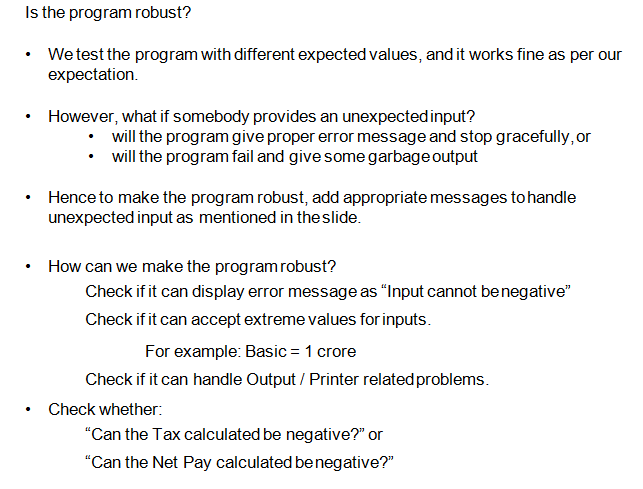 Is the program robust?
• We test the program with different expected values, and it works fine as per our
expectation.
• However, what if somebody provides an unexpected input?
• will the program give proper error message and stop gracefully, or
• will the program fail and give some garbage output
• Hence to make the program robust, add appropriate messages to handle
unexpected input as mentioned in the slide.
• How can we make the program robust?
Check if it can display error message as “Input cannot be negative”
Check if it can accept extreme values for inputs.
For example: Basic = 1 crore
Check if it can handle Output / Printer related problems.
• Check whether:
“Can the Tax calculated be negative?” or
“Can the Net Pay calculated be negative?”